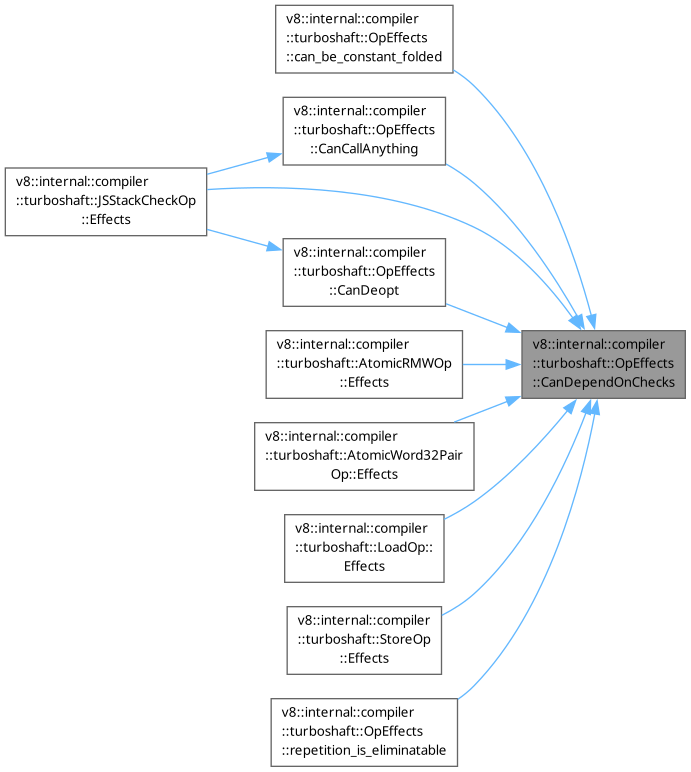 v8::internal::compiler
::turboshaft::OpEffects
::can_be_constant_folded
v8::internal::compiler
::turboshaft::OpEffects
::CanCallAnything
v8::internal::compiler
::turboshaft::JSStackCheckOp
::Effects
v8::internal::compiler
::turboshaft::OpEffects
::CanDeopt
v8::internal::compiler
::turboshaft::OpEffects
::CanDependOnChecks
v8::internal::compiler
::turboshaft::AtomicRMWOp
::Effects
v8::internal::compiler
::turboshaft::AtomicWord32Pair
Op::Effects
v8::internal::compiler
::turboshaft::LoadOp::
Effects
v8::internal::compiler
::turboshaft::StoreOp
::Effects
v8::internal::compiler
::turboshaft::OpEffects
::repetition_is_eliminatable